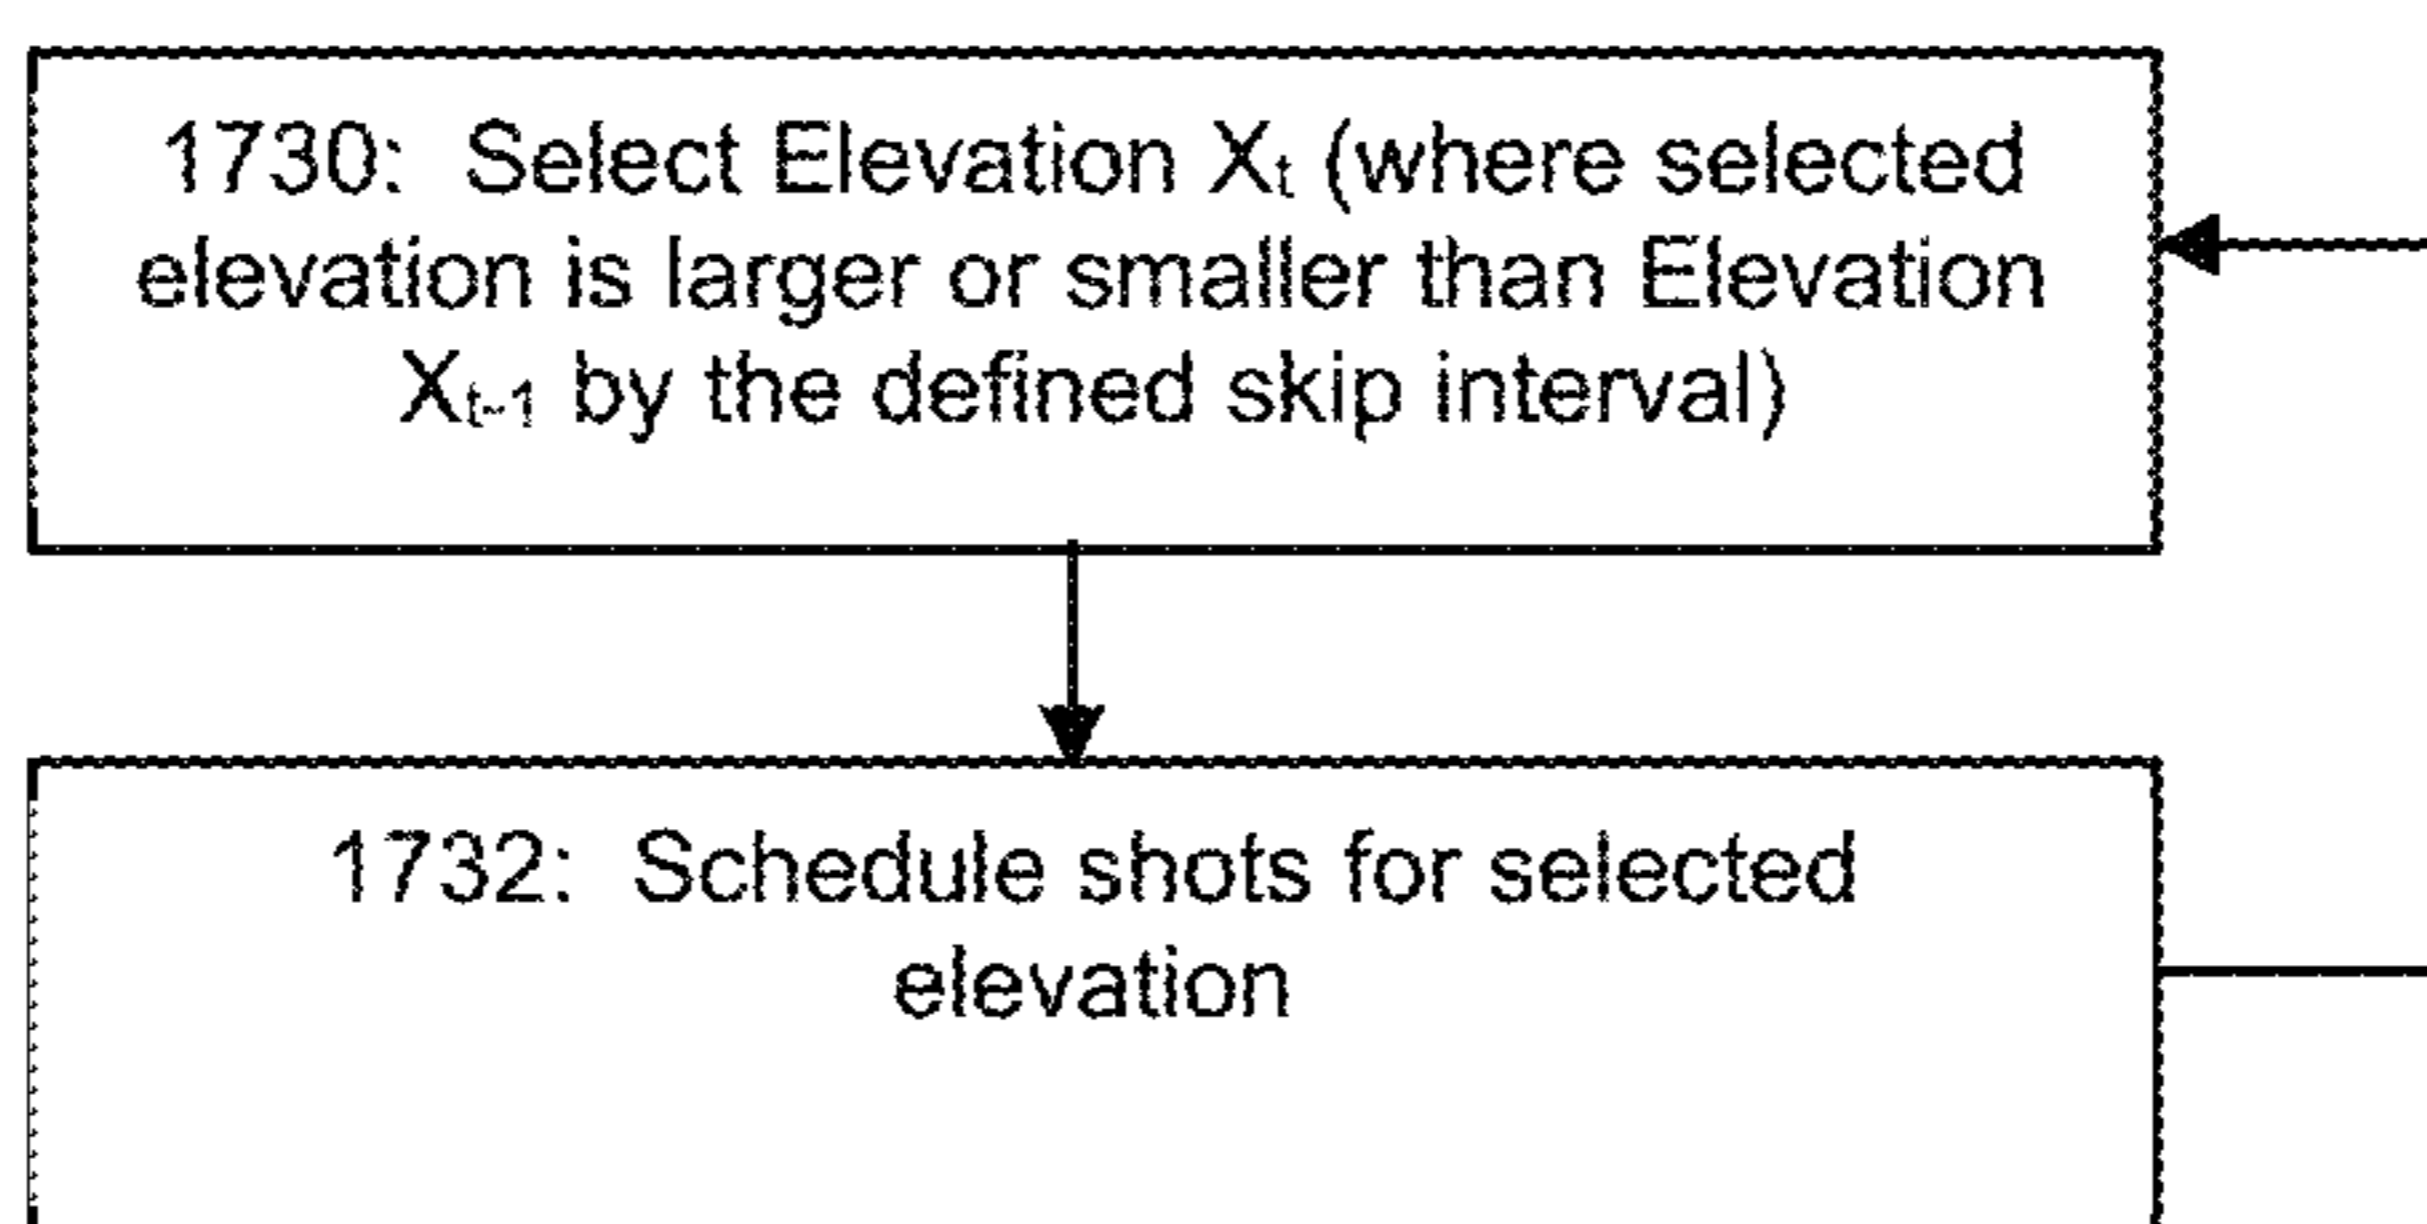 1730: Select Elevation Xₜ (where selected
elevation is larger or smaller than Elevation
Xₜ₋₁ by the defined skip interval)
1732: Schedule shots for selected
elevation